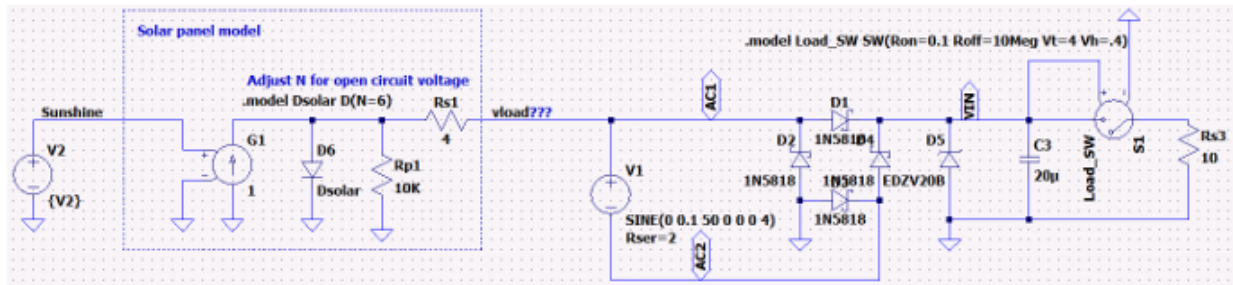 Solar panel model
.model Load_SW SW(Ron=0.1 Roff=10Meg Vt=4 Vh=.4)
Adjust N for open circuit voltage
.model Dsolar D(N=6)
Sunshine
Rs1
4
vload???
AC1
D1
1N5818
VIN
V2
{V2}
G1
1
D6
Dsolar
Rp1
10K
V1
SINE(0 0.1 50 0 0 0 4)
Rser=2
AC2
D2
1N5818
D4
1N5818
1N5818
D5
EDZV20B
C3
20µ
Load_SW
S1
Rs3
10